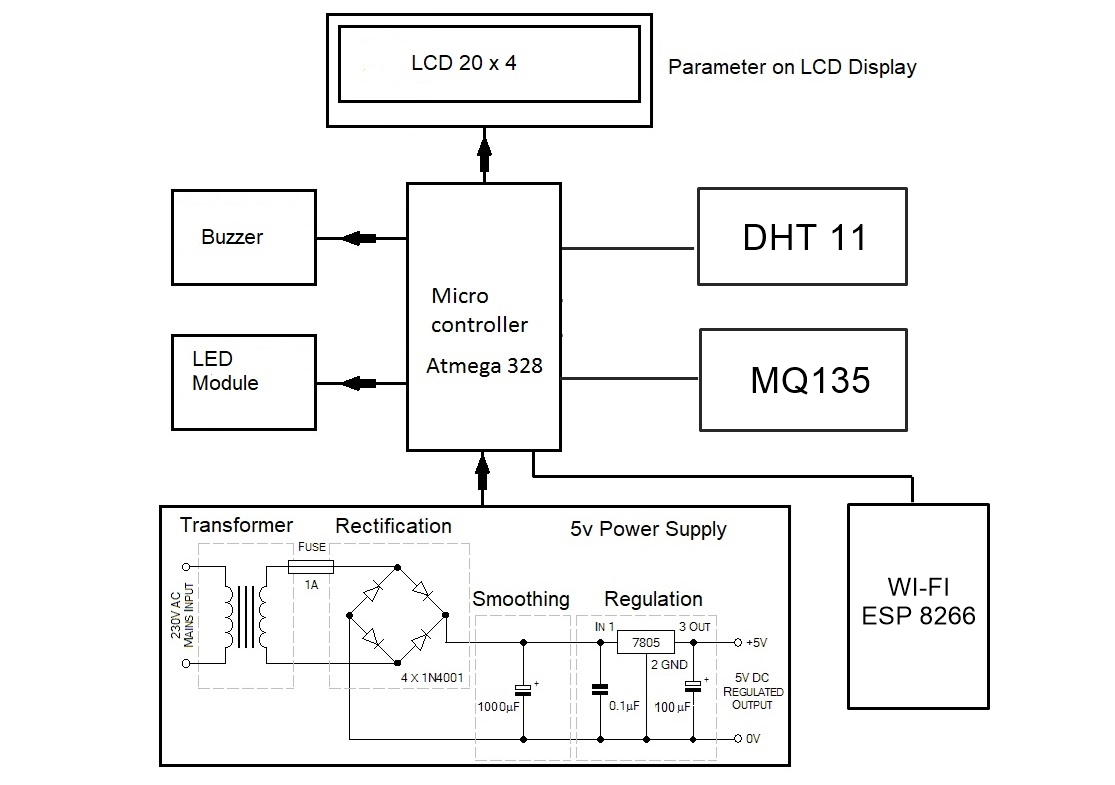 LCD 20 x 4
Parameter on LCD Display
Buzzer
DHT 11
Micro
controller
Atmega 328
LED
Module
MQ135
Transformer
Rectification
5v Power Supply
FUSE
1A
230V AC
MAINS INPUT
4 X 1N4001
Smoothing
1000µF
+
Regulation
IN 1
7805
3 OUT
2 GND
0.1µF
100 µF
+
+5V
5V DC
REGULATED
OUTPUT
0V
WI-FI
ESP 8266